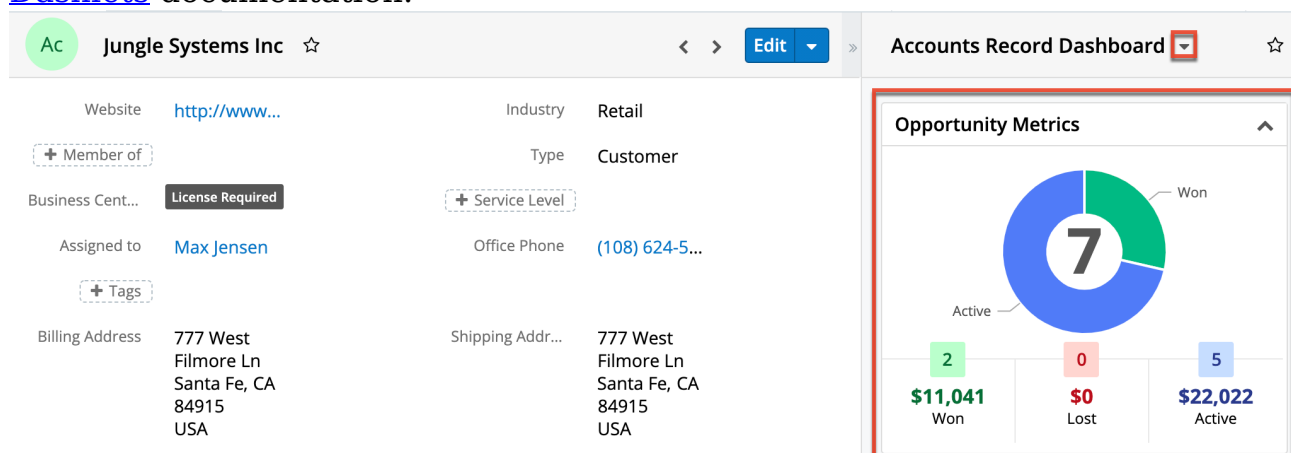 Dashlets documentation.
Ac Jungle Systems Inc Edit
Website http://www...
Industry Retail
Member of
Type Customer
Business Cent... License Required
Service Level
Assigned to Max Jensen
Office Phone (108) 624-5...
Tags
Billing Address 777 West
Filmore Ln
Santa Fe, CA
84915
USA
Shipping Addr... 777 West
Filmore Ln
Santa Fe, CA
84915
USA
Accounts Record Dashboard
Opportunity Metrics
Won
7
Active
2 0 5
$11,041 $0 $22,022
Won Lost Active